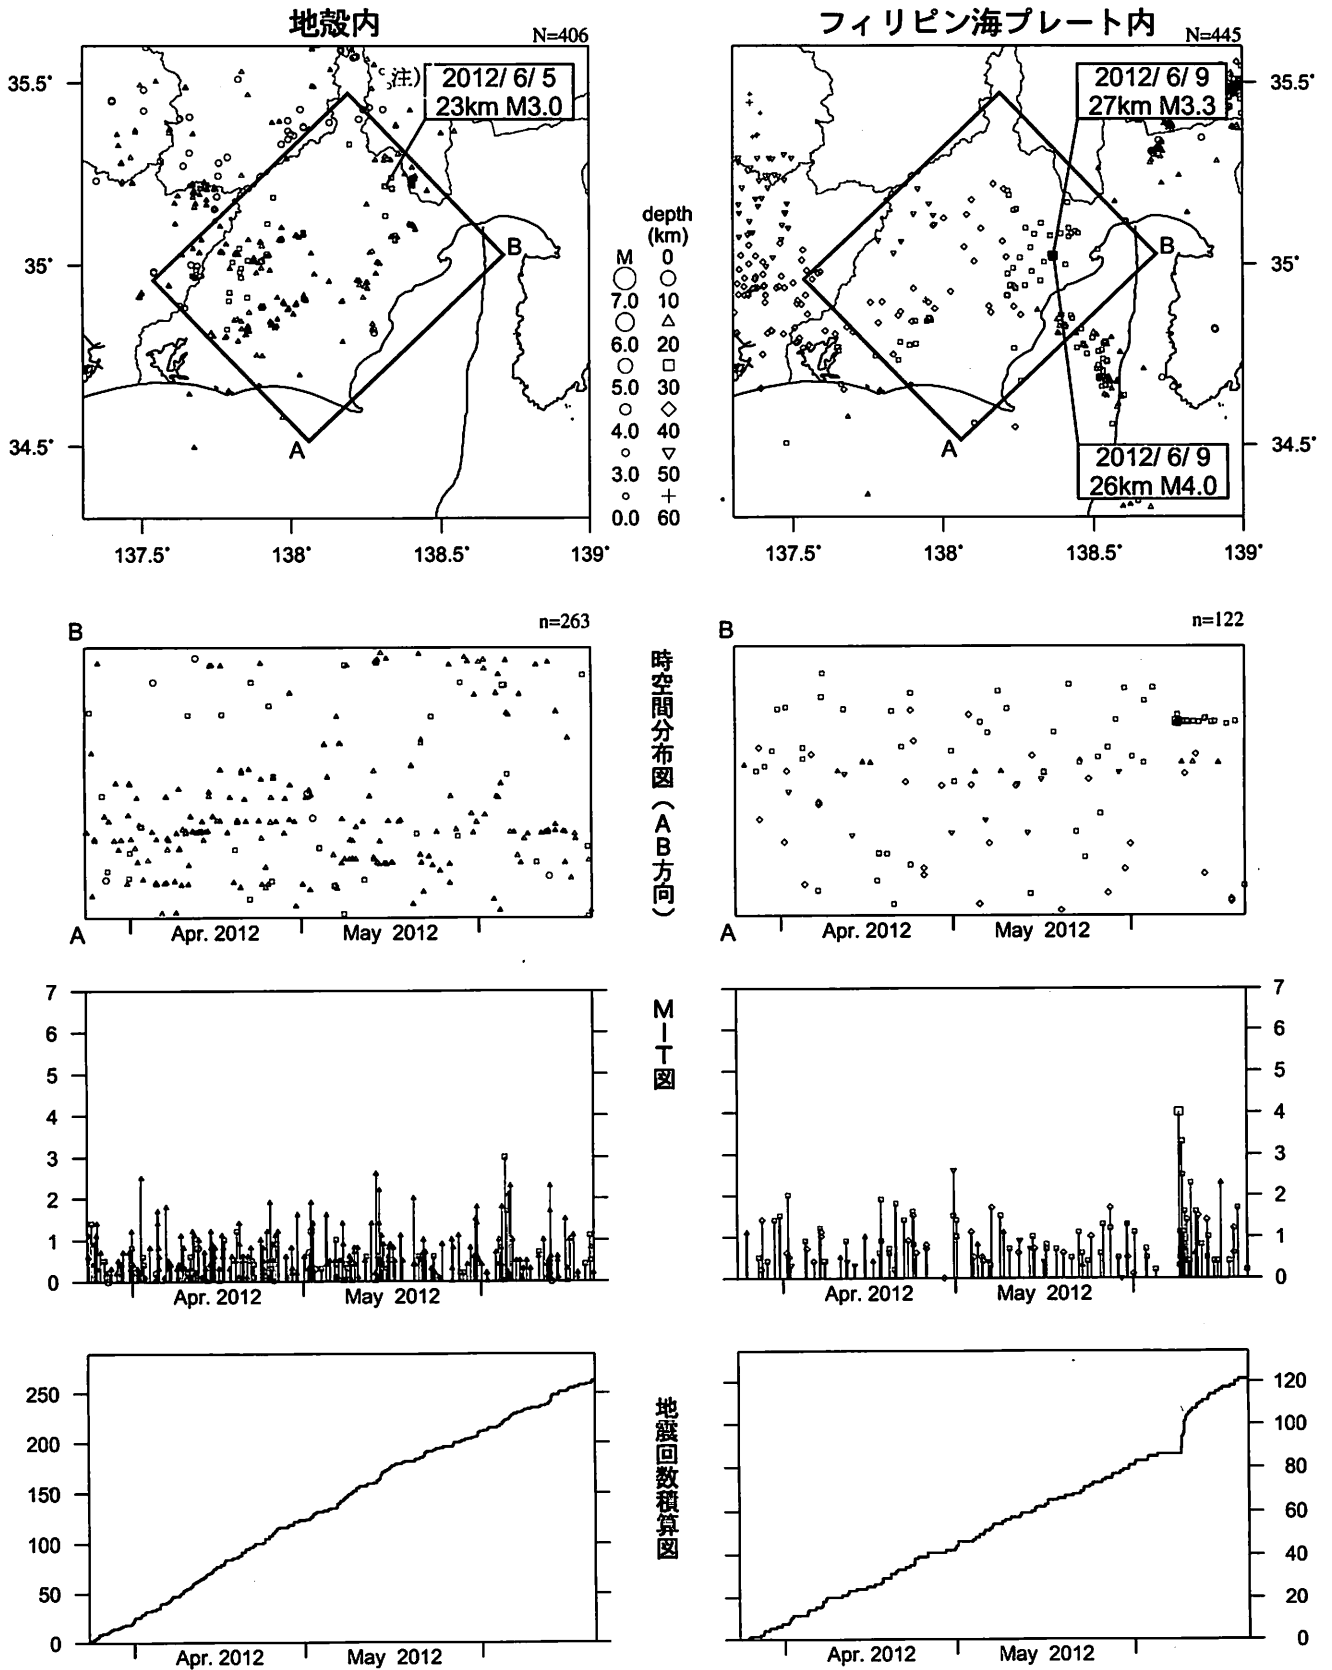 地殻内
N=406
35.5°
35°
34.5°
注)
2012/ 6/ 5
23km M3.0
B
A
137.5°
138°
138.5°
139°
depth
(km)
M
0
7.0
10
6.0
20
5.0
30
4.0
40
3.0
50
0.0
60
フィリピン海プレート内
N=445
2012/ 6/ 9
27km M3.3
35.5°
35°
34.5°
B
A
2012/ 6/ 9
26km M4.0
137.5°
138°
138.5°
139°
B
n=263
A
Apr. 2012
May 2012
時空間分布図(AB方向)
B
n=122
A
Apr. 2012
May 2012
7
6
5
4
3
2
1
0
Apr. 2012
May 2012
M-T図
7
6
5
4
3
2
1
0
Apr. 2012
May 2012
250
200
150
100
50
0
Apr. 2012
May 2012
地震回数積算図
120
100
80
60
40
20
0
Apr. 2012
May 2012